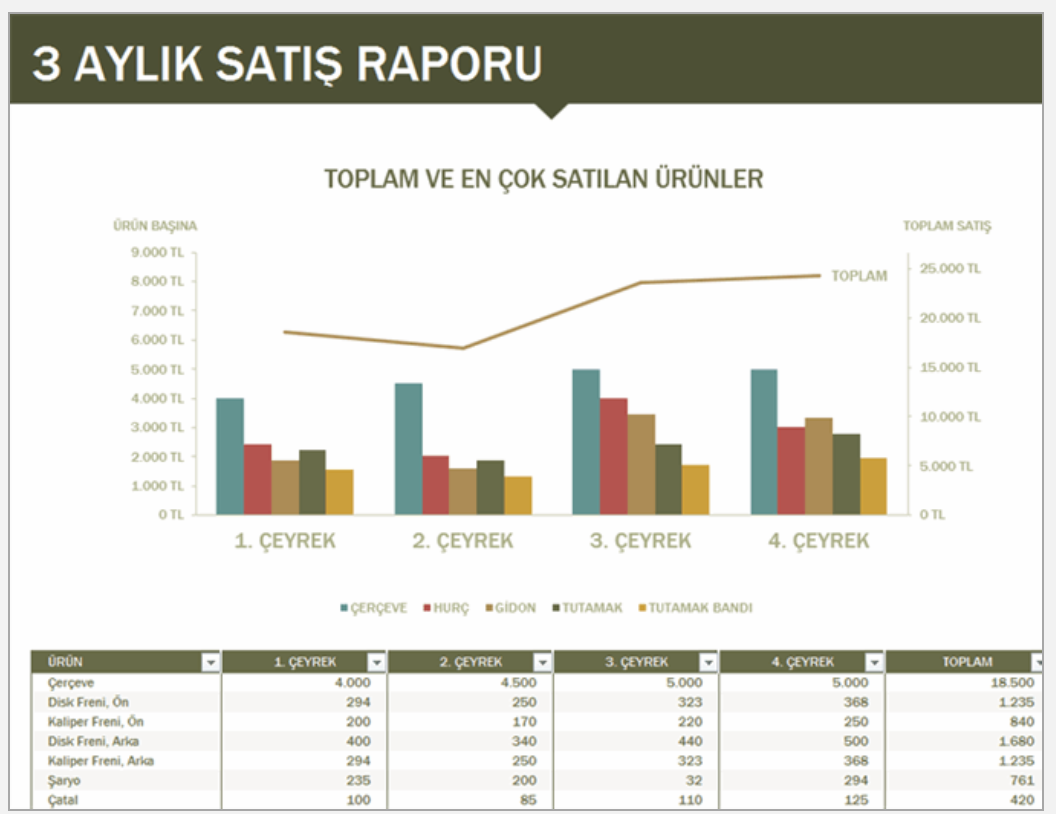 3 AYLIK SATIŞ RAPORU
TOPLAM VE EN ÇOK SATILAN ÜRÜNLER
ÜRÜN BAŞINA
TOPLAM SATIŞ
9.000 TL
8.000 TL
7.000 TL
6.000 TL
5.000 TL
4.000 TL
3.000 TL
2.000 TL
1.000 TL
0 TL
TOPLAM
25.000 TL
20.000 TL
15.000 TL
10.000 TL
5.000 TL
0 TL
1. ÇEYREK 2. ÇEYREK 3. ÇEYREK 4. ÇEYREK
ÇERÇEVE HURÇ GİDON TUTAMAK TUTAMAK BANDI
ÜRÜN 1. ÇEYREK 2. ÇEYREK 3. ÇEYREK 4. ÇEYREK TOPLAM
Çerçeve 4.000 4.500 5.000 5.000 18.500
Disk Freni, Ön 294 250 323 368 1.235
Kaliper Freni, Ön 200 170 220 250 840
Disk Freni, Arka 400 340 440 500 1.680
Kaliper Freni, Arka 294 250 323 368 1.235
Şaryo 235 200 32 294 761
Çatal 100 85 110 125 420